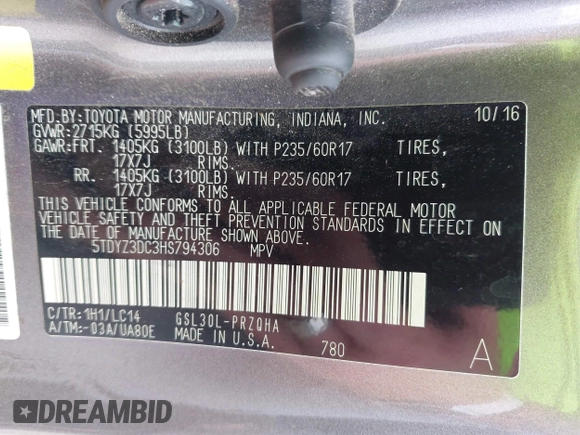 MFD.BY:TOYOTA MOTOR MANUFACTURING, INDIANA, INC. 10/16
GVWR:2715KG (5995LB)
GAWR:FRT. 1405KG (3100LB) WITH P235/60R17 TIRES,
17X7J RIMS.
RR. 1405KG (3100LB) WITH P235/60R17 TIRES,
17X7J RIMS.
THIS VEHICLE CONFORMS TO ALL APPLICABLE FEDERAL MOTOR
VEHICLE SAFETY AND THEFT PREVENTION STANDARDS IN EFFECT ON
THE DATE OF MANUFACTURE SHOWN ABOVE.
5TDYZ3DC3HS794306 MPV
C/TR:1H1/LC14 GSL30L-PRZQHA
A/TM:-03A/UA80E MADE IN U.S.A. 780 A
DREAMBID